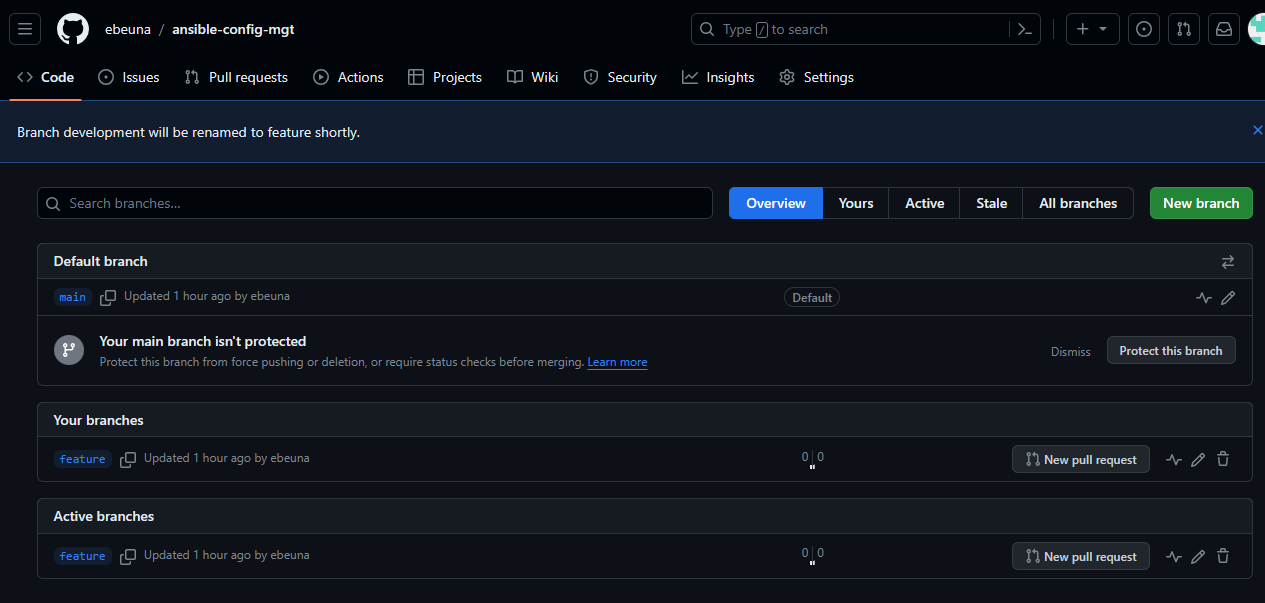 ebeuna / ansible-config-mgt
Type / to search
Code Issues Pull requests Actions Projects Wiki Security Insights Settings
Branch development will be renamed to feature shortly.
Search branches...
Overview Yours Active Stale All branches New branch
Default branch
main Updated 1 hour ago by ebeuna Default
Your main branch isn't protected
Protect this branch from force pushing or deletion, or require status checks before merging. Learn more
Dismiss Protect this branch
Your branches
feature Updated 1 hour ago by ebeuna 0 0 New pull request
Active branches
feature Updated 1 hour ago by ebeuna 0 0 New pull request